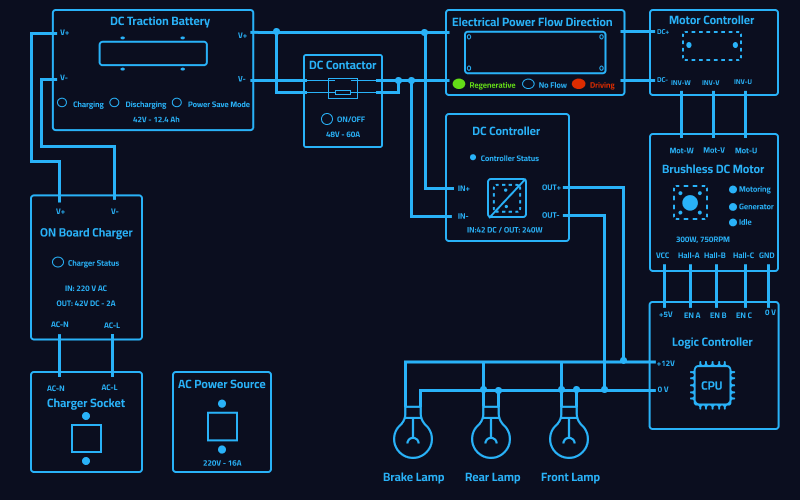 DC Traction Battery
V+
V+
V-
V-
Charging
Discharging
Power Save Mode
42V - 12.4 Ah
DC Contactor
ON/OFF
48V - 60A
Electrical Power Flow Direction
Regenerative
No Flow
Driving
Motor Controller
DC+
DC-
INV-W
INV-V
INV-U
DC Controller
Controller Status
IN+
OUT+
IN-
OUT-
IN:42 DC / OUT: 240W
Mot-W
Mot-V
Mot-U
Brushless DC Motor
Motoring
Generator
Idle
300W, 750RPM
VCC
Hall-A
Hall-B
Hall-C
GND
V+
V-
ON Board Charger
Charger Status
IN: 220 V AC
OUT: 42V DC - 2A
AC-N
AC-L
+5V
EN A
EN B
EN C
0 V
Logic Controller
+12V
CPU
0 V
AC-N
AC-L
Charger Socket
AC Power Source
220V - 16A
Brake Lamp
Rear Lamp
Front Lamp